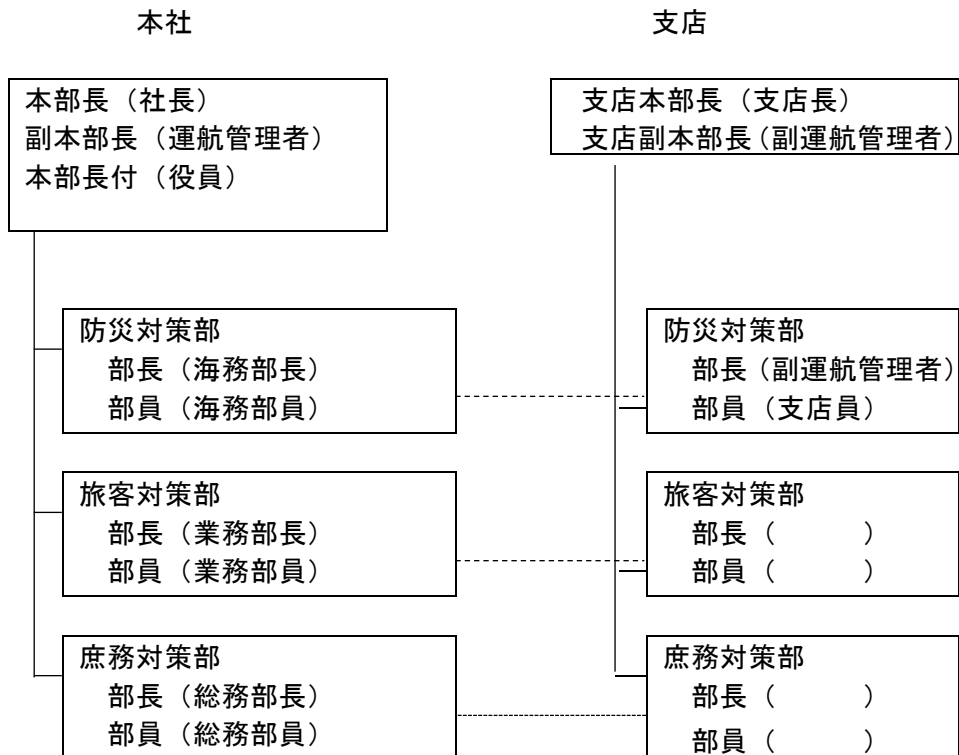 本社
本部長（社長）
副本部長（運航管理者）
本部長付（役員）
防災対策部
部長（海務部長）
部員（海務部員）
旅客対策部
部長（業務部長）
部員（業務部員）
庶務対策部
部長（総務部長）
部員（総務部員）
支店
支店本部長（支店長）
支店副本部長（副運航管理者）
防災対策部
部長（副運航管理者）
部員（支店員）
旅客対策部
部長（　　　）
部員（　　　）
庶務対策部
部長（　　　）
部員（　　　）